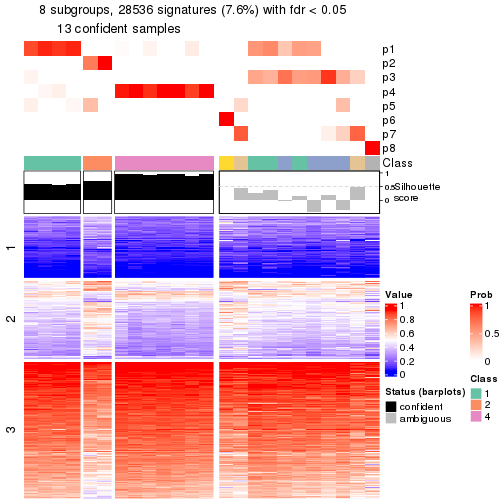 8 subgroups, 28536 signatures (7.6%) with fdr < 0.05
13 confident samples
p1
p2
p3
p4
p5
p6
p7
p8
Class
1
0.5
0
Silhouette
score
1
2
3
Value
1
0.8
0.6
0.4
0.2
0
Prob
1
0.5
0
Status (barplots)
confident
ambiguous
Class
1
2
4